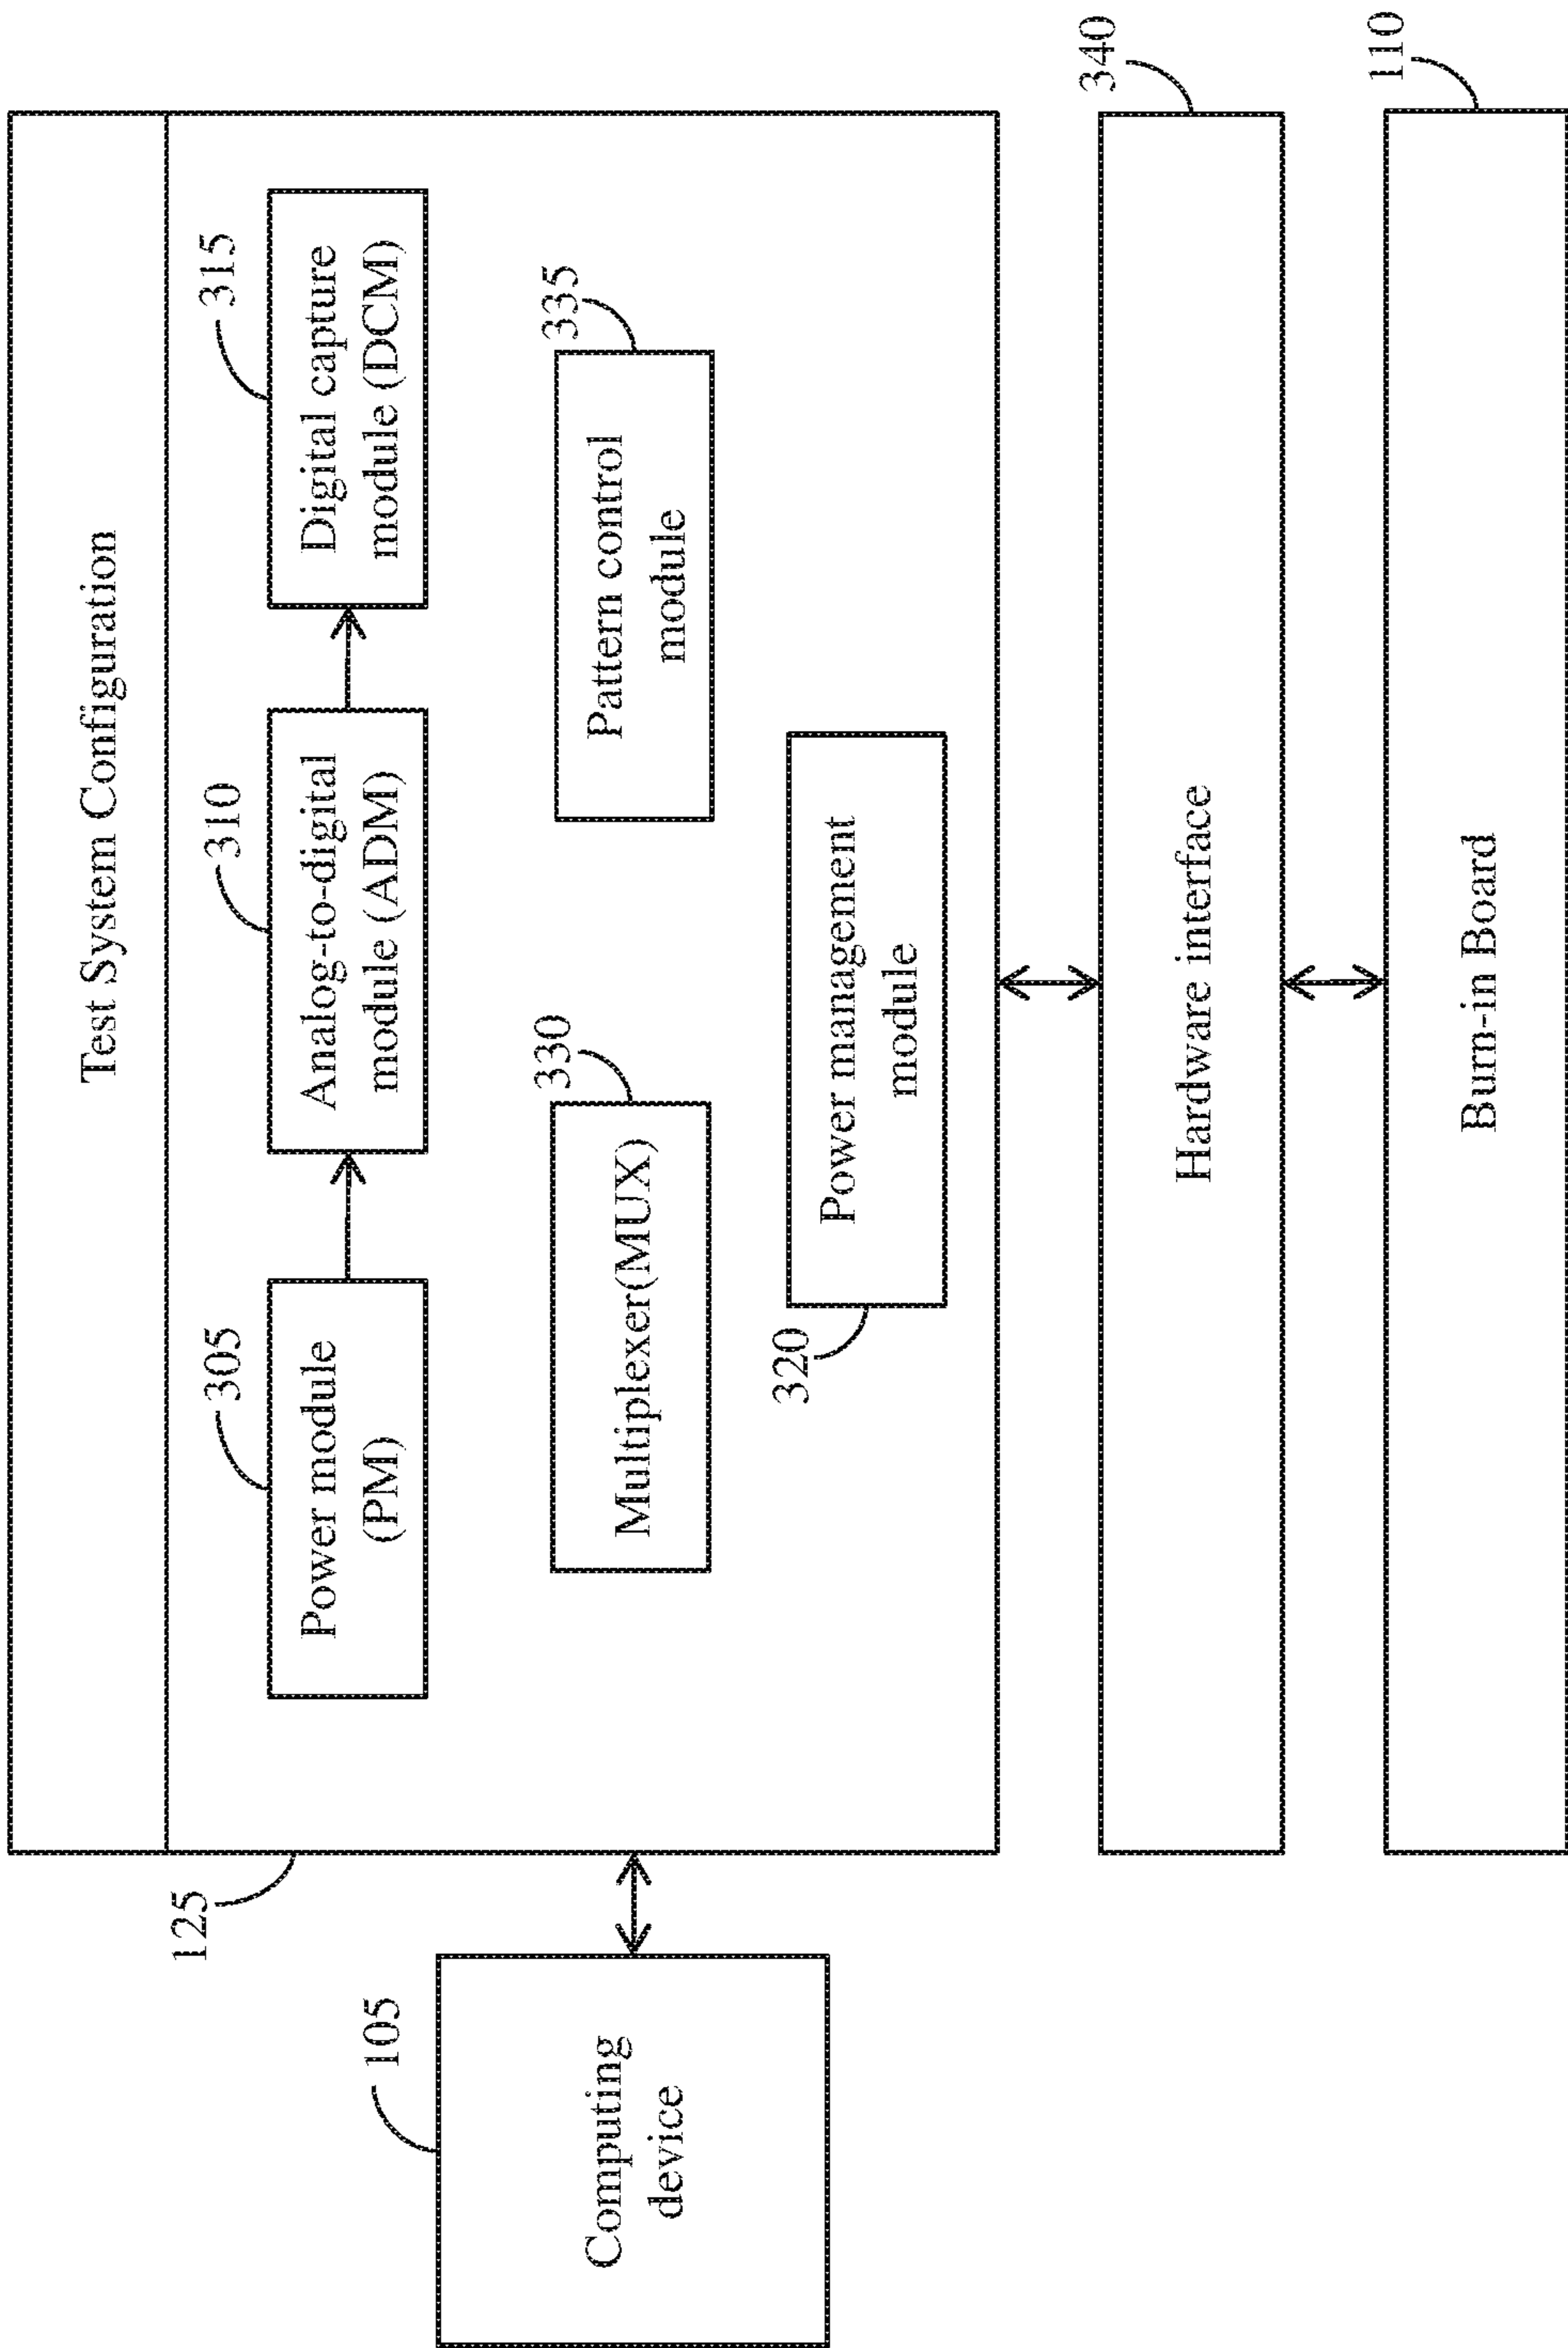 Test System Configuration
125
305
310
315
Power module
(PM)
Analog-to-digital
module (ADM)
Digital capture
module (DCM)
105
Computing
device
330
335
Multiplexer(MUX)
Pattern control
module
320
Power management
module
340
Hardware interface
110
Burn-in Board